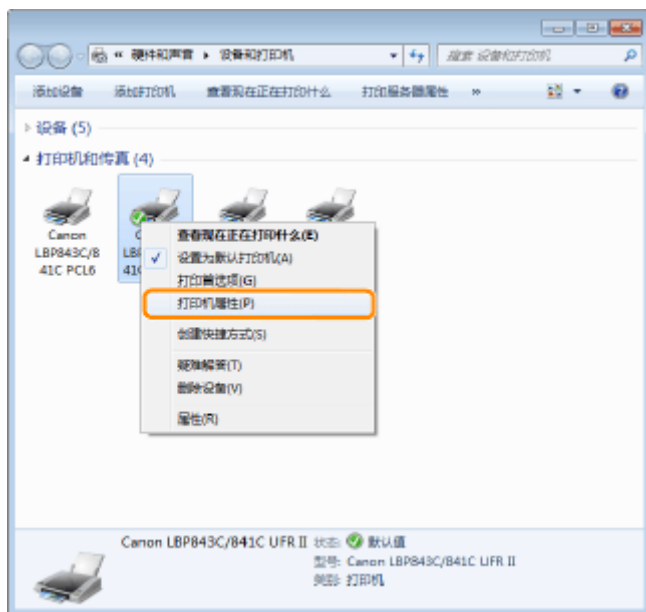 « 硬件和声音 ▸ 设备和打印机
搜索 设备和打印机
添加设备 添加打印机 查看现在正在打印什么 打印服务器属性 »
设备 (5)
打印机和传真 (4)
Canon
LBP843C/8
41C PCL6
查看现在正在打印什么(E)
设置为默认打印机(A)
打印首选项(G)
打印机属性(P)
创建快捷方式(S)
疑难解答(T)
删除设备(V)
属性(R)
Canon LBP843C/841C UFR II 状态: 默认值
型号: Canon LBP843C/841C UFR II
类别: 打印机